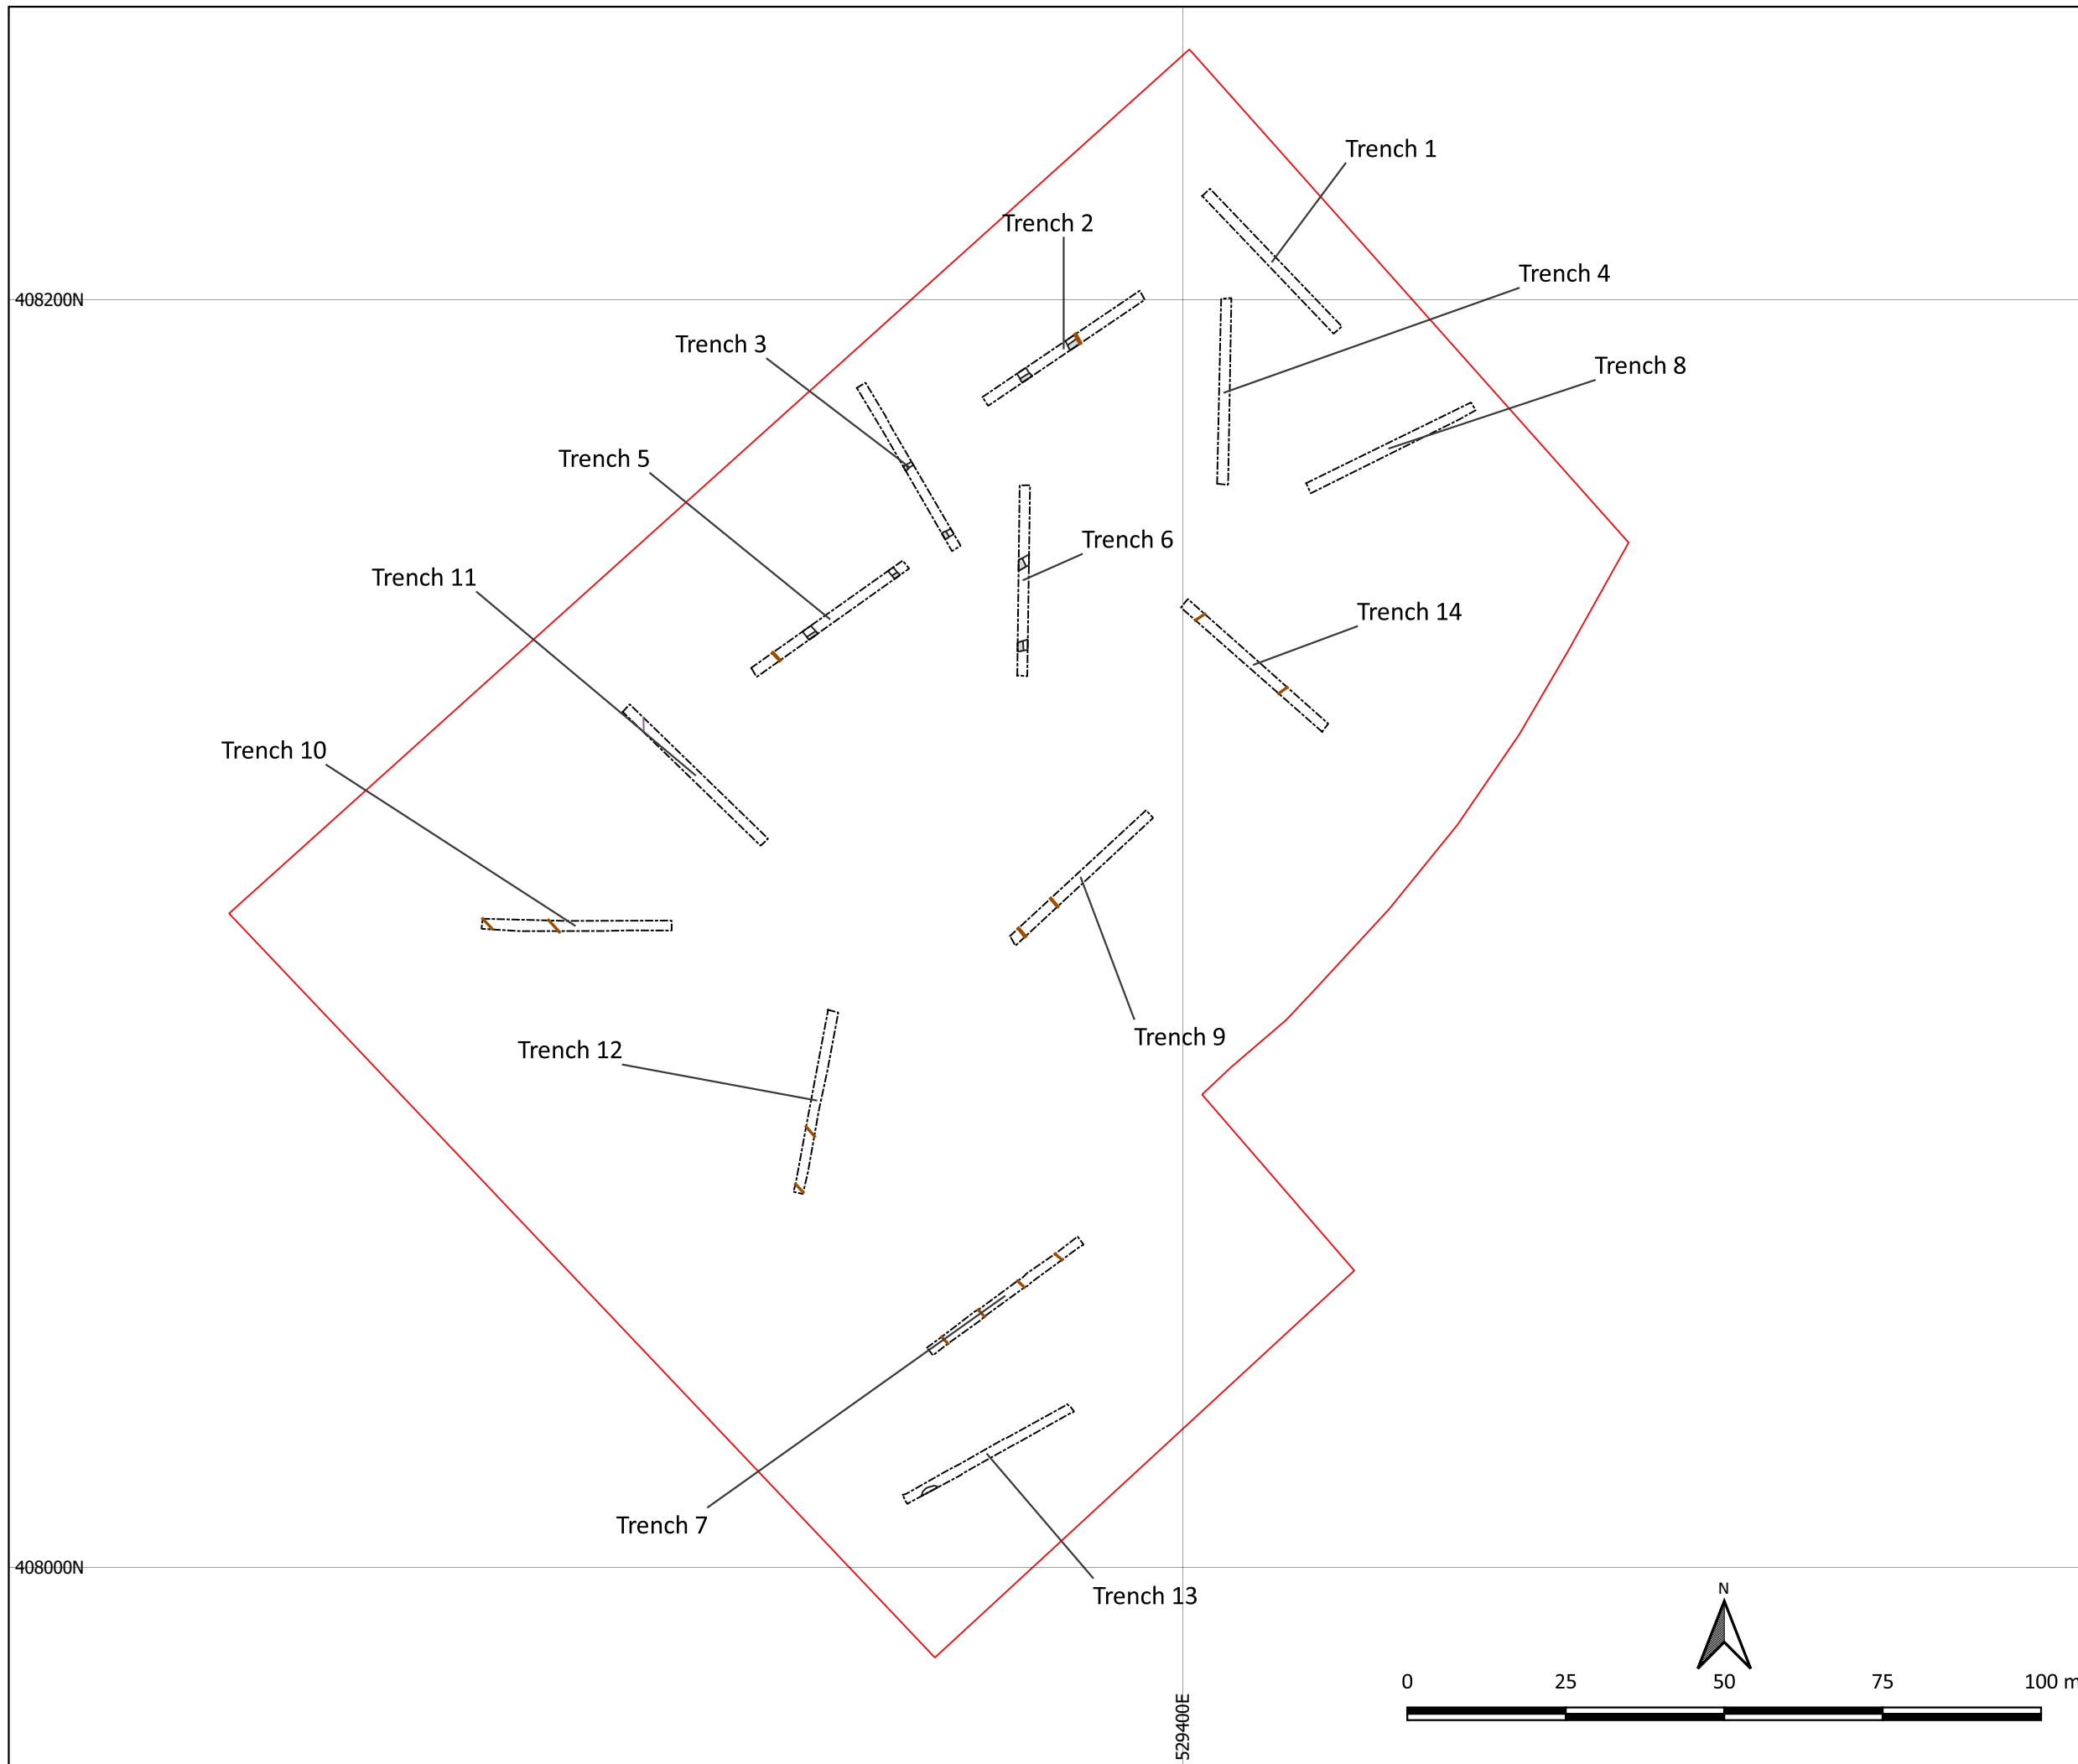 Trench 1
Trench 2
Trench 4
408200N
Trench 3
Trench 8
Trench 5
Trench 6
Trench 11
Trench 14
Trench 10
Trench 9
Trench 12
Trench 7
408000N
Trench 13
N
0 25 50 75 100 m
529400E